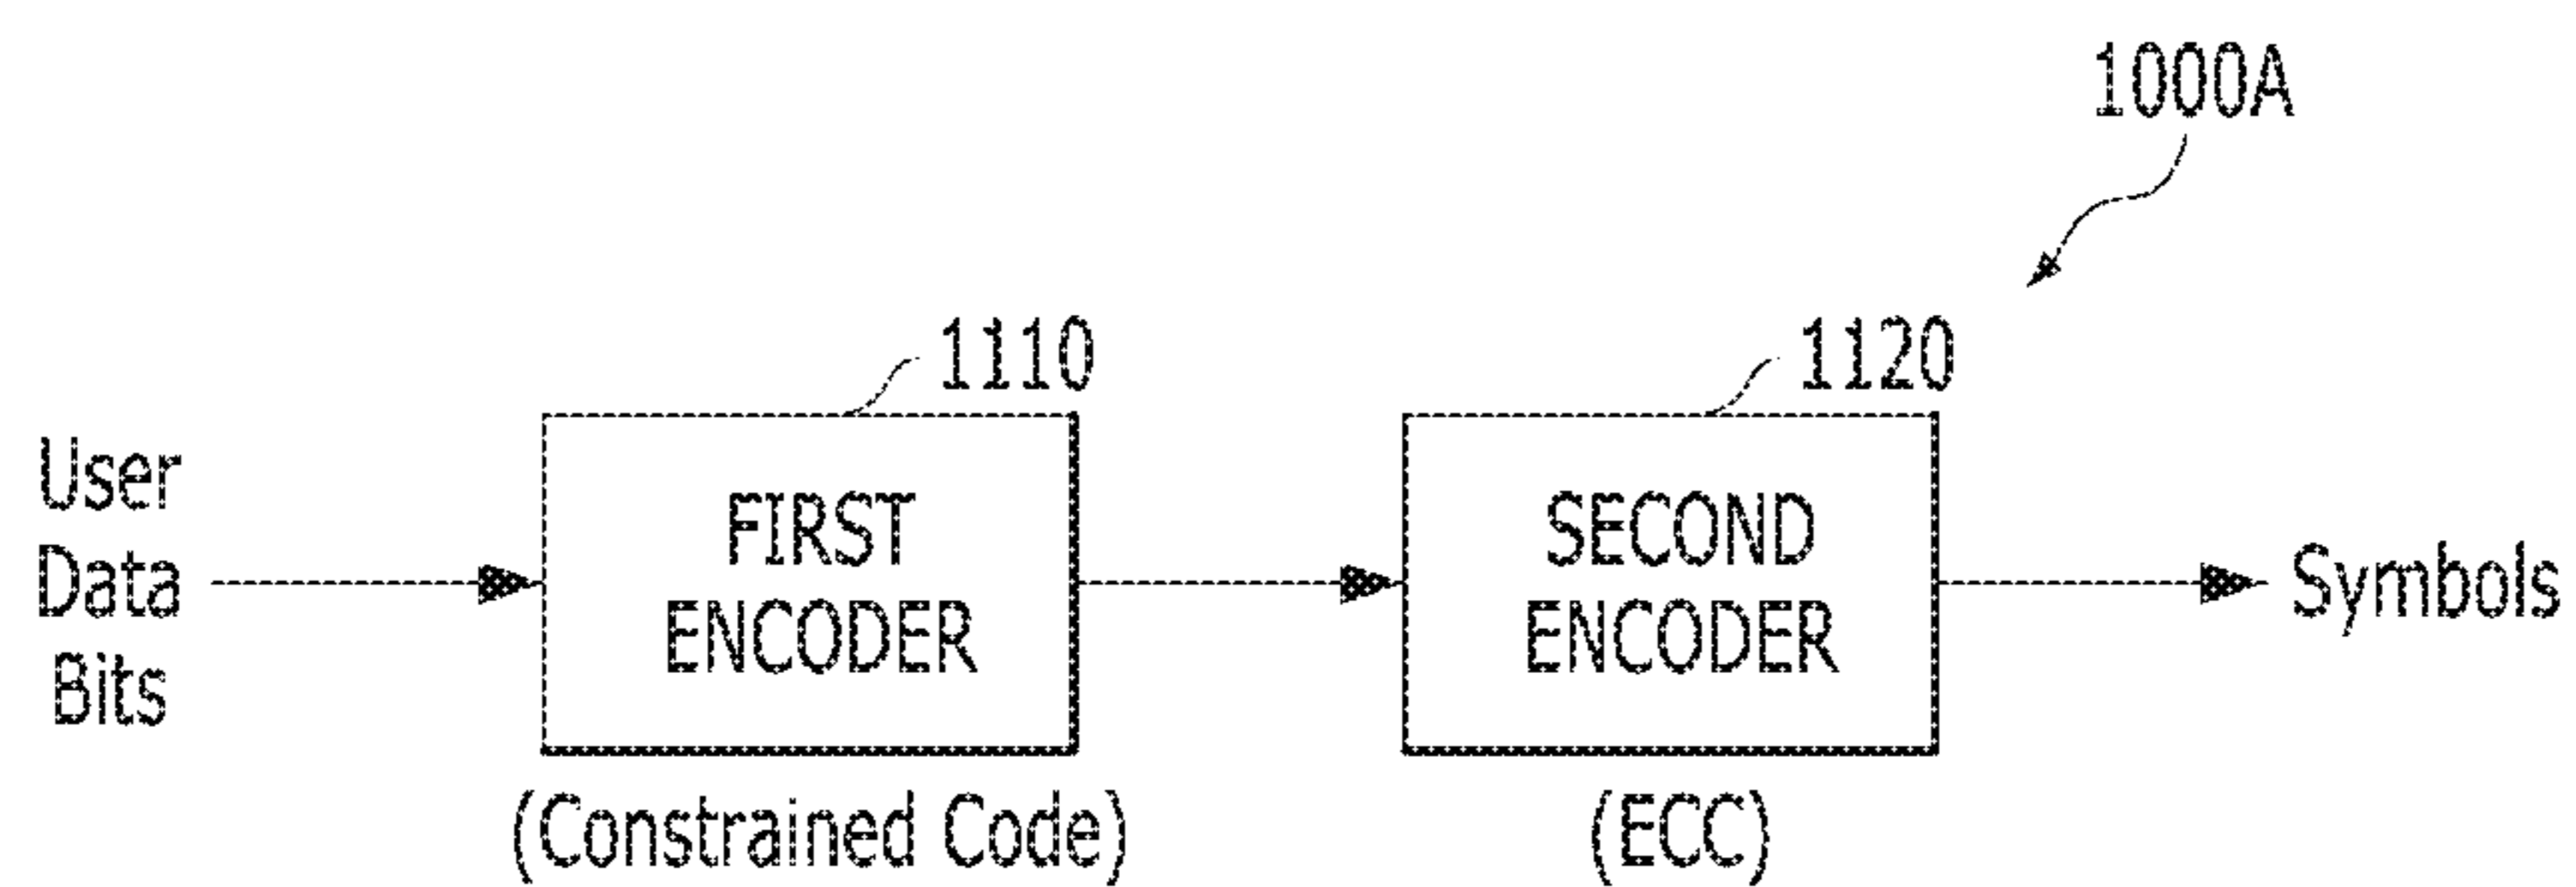 1000A
1110
1120
User
Data
Bits
FIRST
ENCODER
SECOND
ENCODER
Symbols
(Constrained Code)
(ECC)